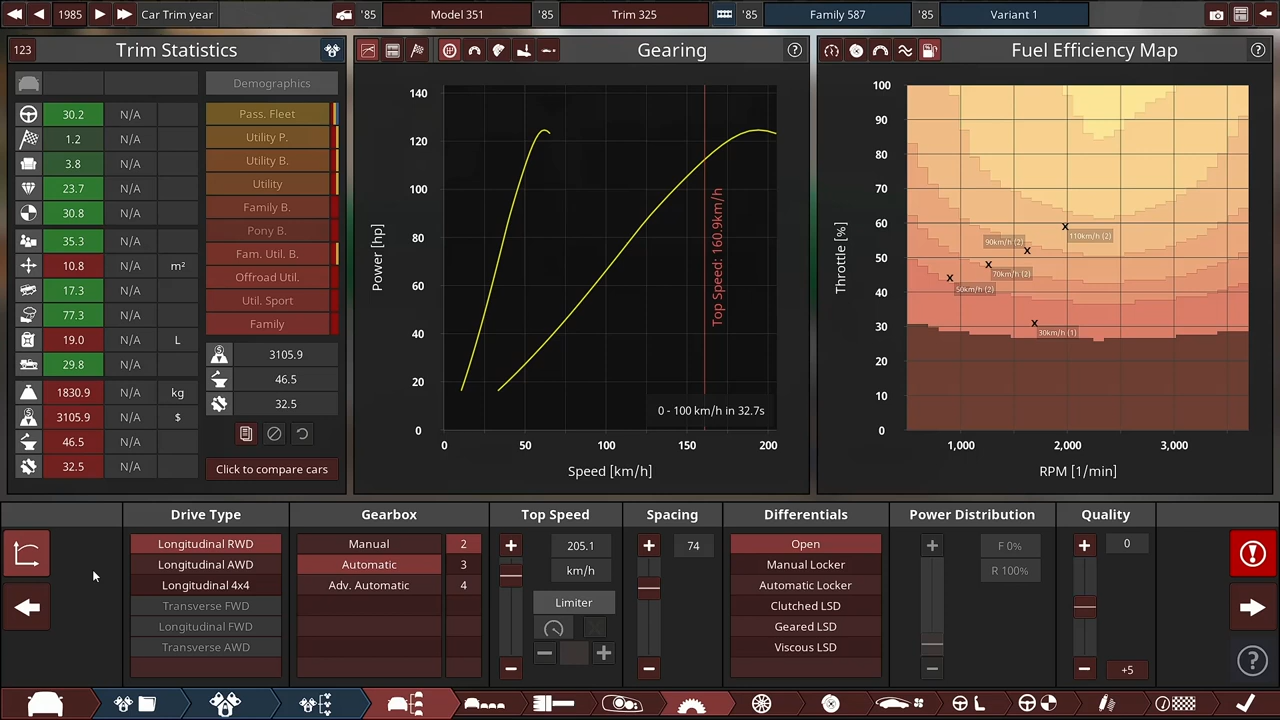 1985
Car Trim year
'85
Model 351
'85
Trim 325
'85
Family 587
'85
Variant 1
123
Trim Statistics
Gearing
?
Fuel Efficiency Map
?
Demographics
30.2 N/A
1.2 N/A
3.8 N/A
23.7 N/A
30.8 N/A
35.3 N/A
10.8 N/A m²
17.3 N/A
77.3 N/A
19.0 N/A L
29.8 N/A
1830.9 N/A kg
3105.9 N/A $
46.5 N/A
32.5 N/A
Pass. Fleet
Utility P.
Utility B.
Utility
Family B.
Pony B.
Fam. Util. B.
Offroad Util.
Util. Sport
Family
3105.9
46.5
32.5
Click to compare cars
140
120
100
80
60
40
20
0
Power [hp]
Top Speed: 160.9km/h
0 - 100 km/h in 32.7s
0 50 100 150 200
Speed [km/h]
100
90
80
70
60
50
40
30
20
10
0
Throttle [%]
110km/h (2)
90km/h (2)
70km/h (2)
50km/h (2)
30km/h (1)
1,000 2,000 3,000
RPM [1/min]
Drive Type
Longitudinal RWD
Longitudinal AWD
Longitudinal 4x4
Transverse FWD
Longitudinal FWD
Transverse AWD
Gearbox
Manual 2
Automatic 3
Adv. Automatic 4
Top Speed
205.1
km/h
Limiter
Spacing
74
Differentials
Open
Manual Locker
Automatic Locker
Clutched LSD
Geared LSD
Viscous LSD
Power Distribution
F 0%
R 100%
Quality
0
+5
?